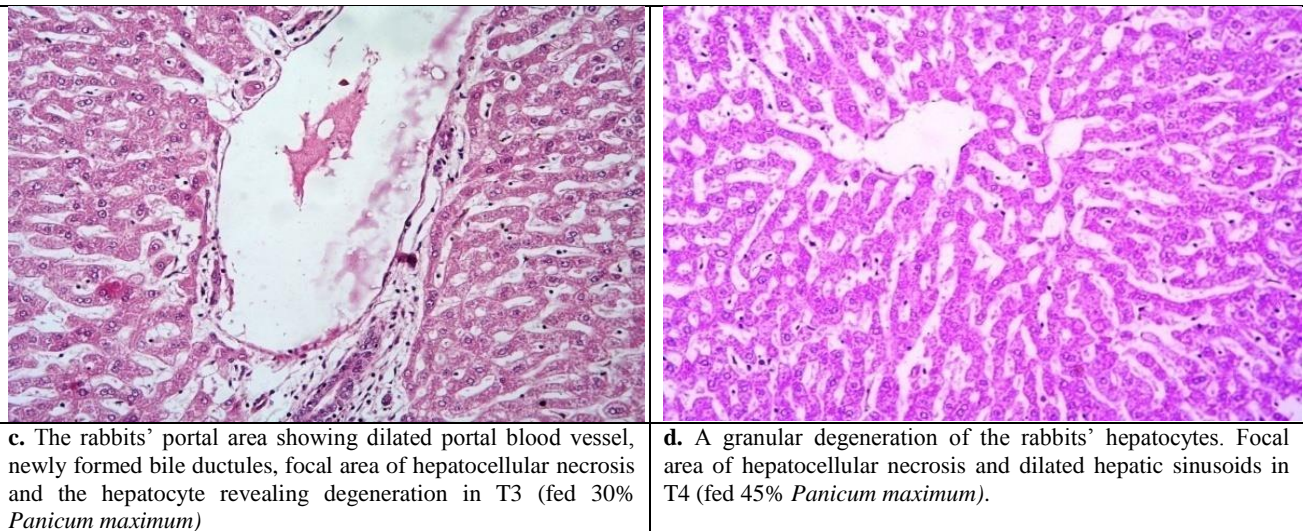 c. The rabbits’ portal area showing dilated portal blood vessel,
newly formed bile ductules, focal area of hepatocellular necrosis
and the hepatocyte revealing degeneration in T3 (fed 30%
Panicum maximum)
d. A granular degeneration of the rabbits’ hepatocytes. Focal
area of hepatocellular necrosis and dilated hepatic sinusoids in
T4 (fed 45% Panicum maximum).